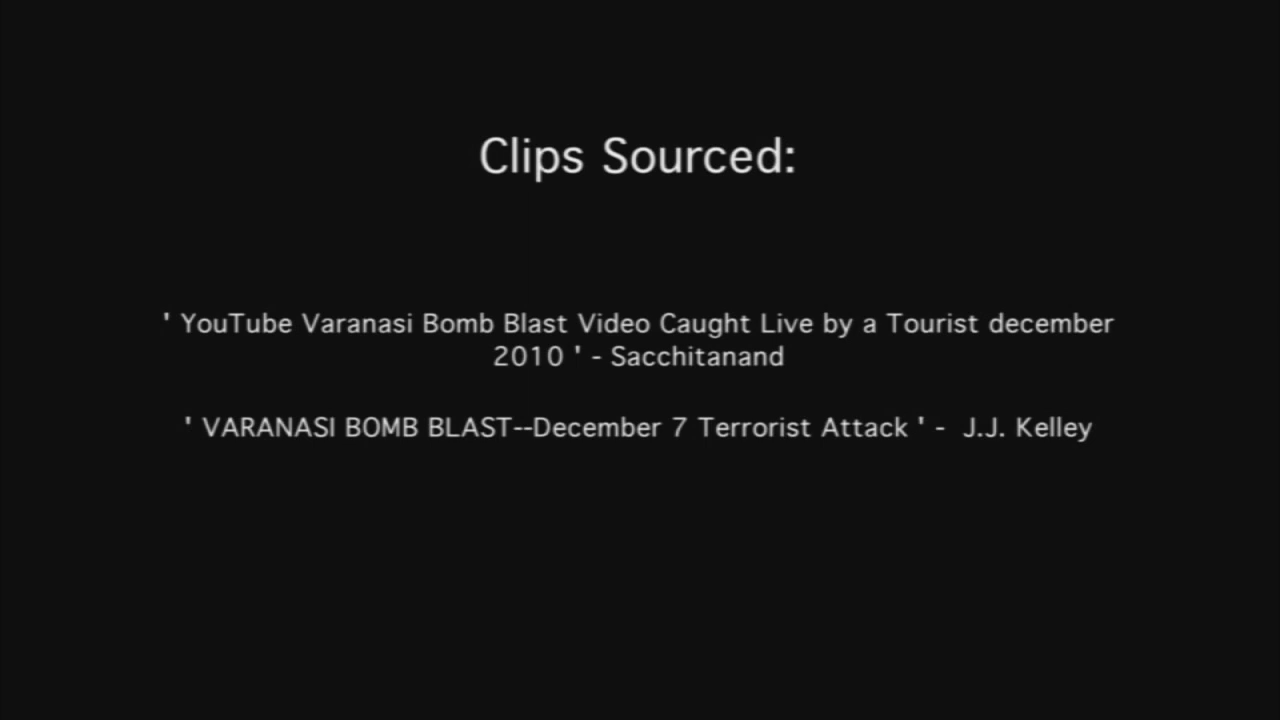 Clips Sourced:
' YouTube Varanasi Bomb Blast Video Caught Live by a Tourist december
2010 ' - Sacchitanand
' VARANASI BOMB BLAST--December 7 Terrorist Attack ' -  J.J. Kelley